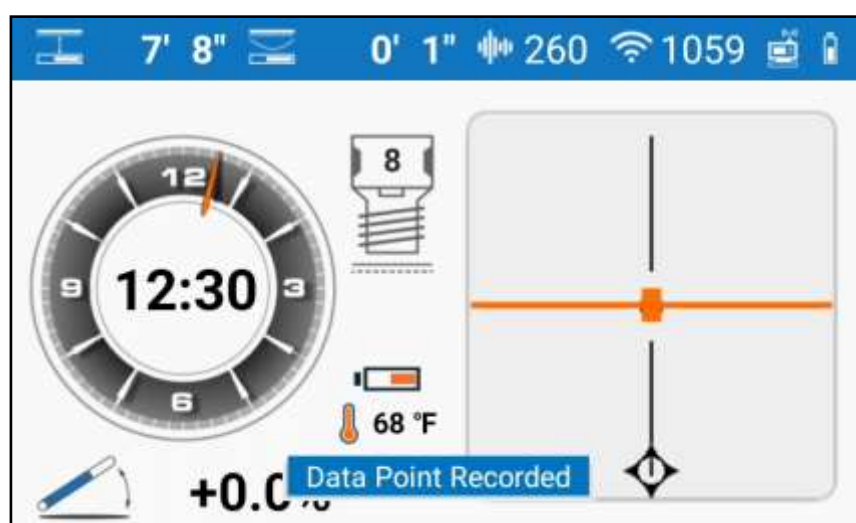 7' 8" 0' 1" 260 1059
12
9
3
6
12:30
8
68 °F
+0.0%
Data Point Recorded